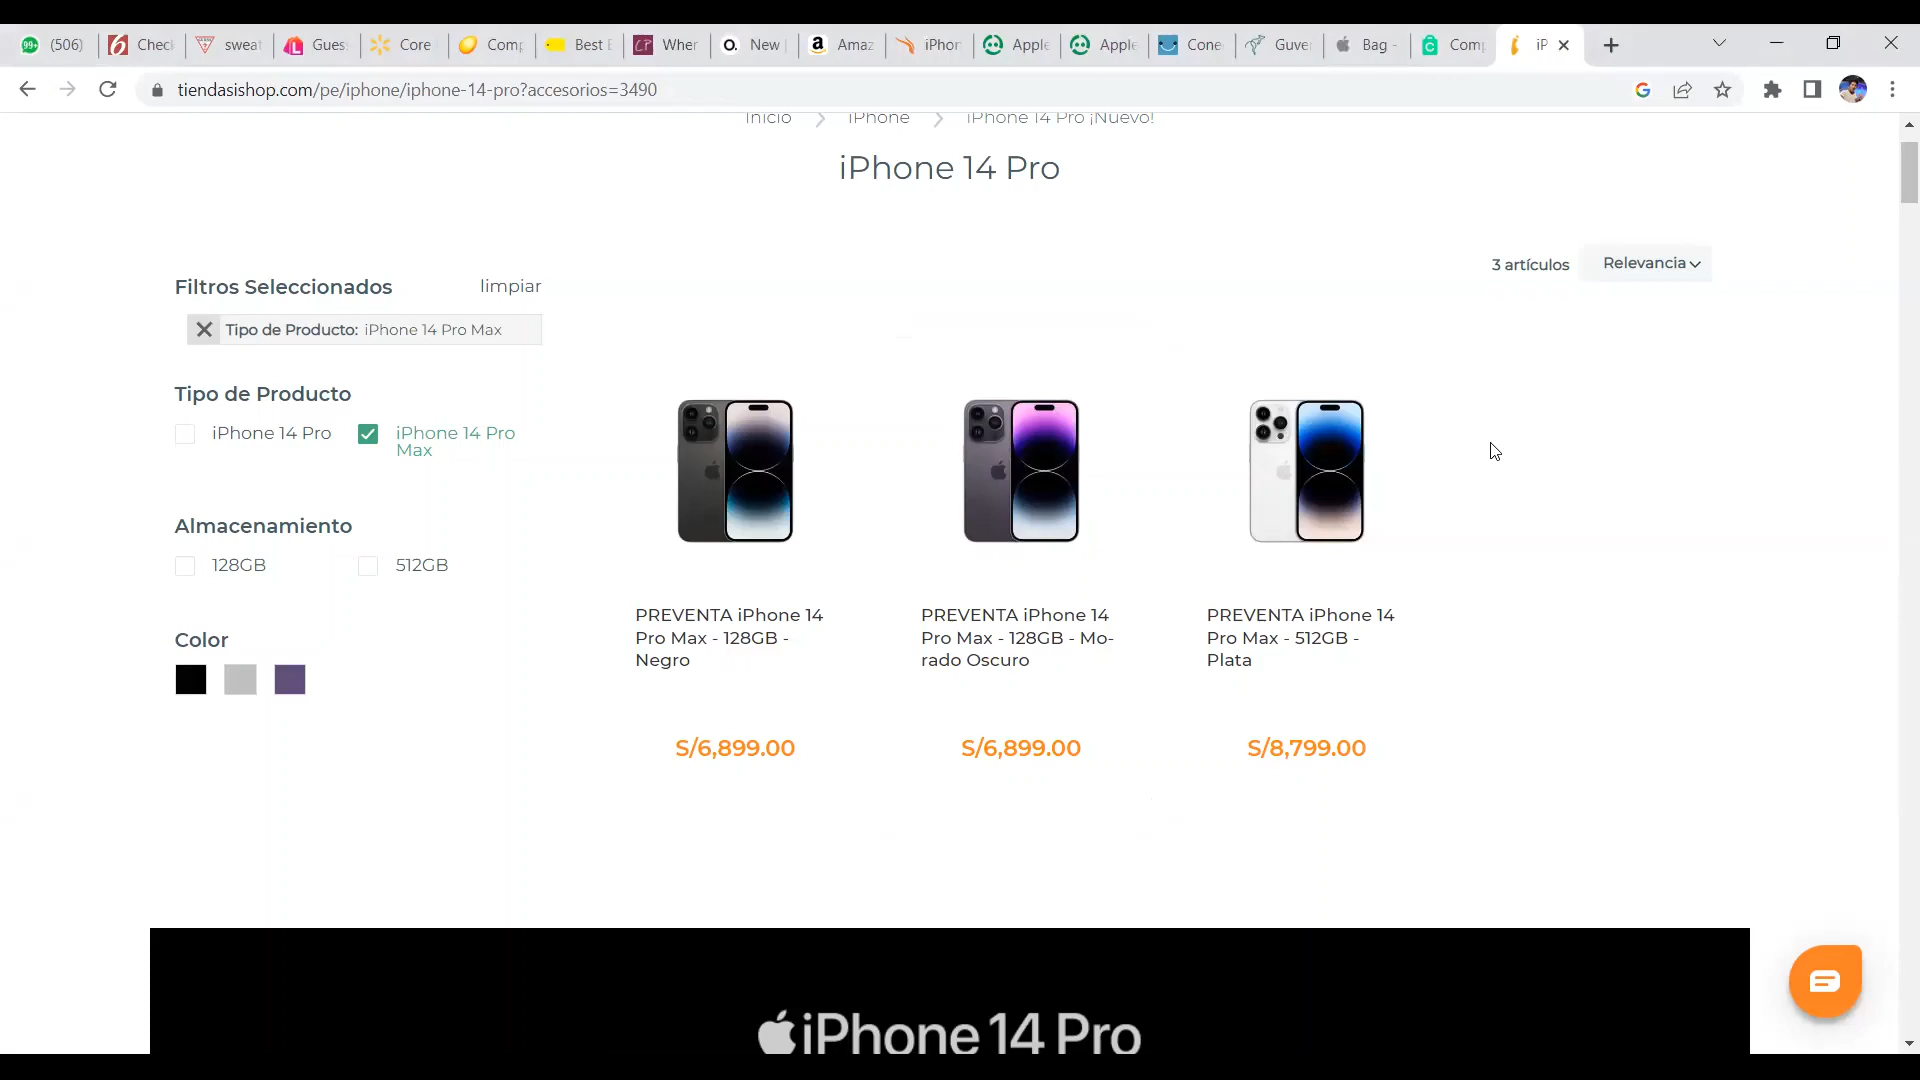 (506) Check sweat Guess Core Comp Best B Wher New Amaz iPhor Apple Apple Cone Guver Bag - Comp iP
tiendasishop.com/pe/iphone/iphone-14-pro?accesorios=3490
Inicio iPhone iPhone 14 Pro ¡Nuevo!
iPhone 14 Pro
3 artículos Relevancia
Filtros Seleccionados limpiar
Tipo de Producto: iPhone 14 Pro Max
Tipo de Producto
iPhone 14 Pro iPhone 14 Pro
Max
Almacenamiento
128GB 512GB
Color
PREVENTA iPhone 14
Pro Max - 128GB -
Negro
S/6,899.00
PREVENTA iPhone 14
Pro Max - 128GB - Mo-
rado Oscuro
S/6,899.00
PREVENTA iPhone 14
Pro Max - 512GB -
Plata
S/8,799.00
iPhone 14 Pro